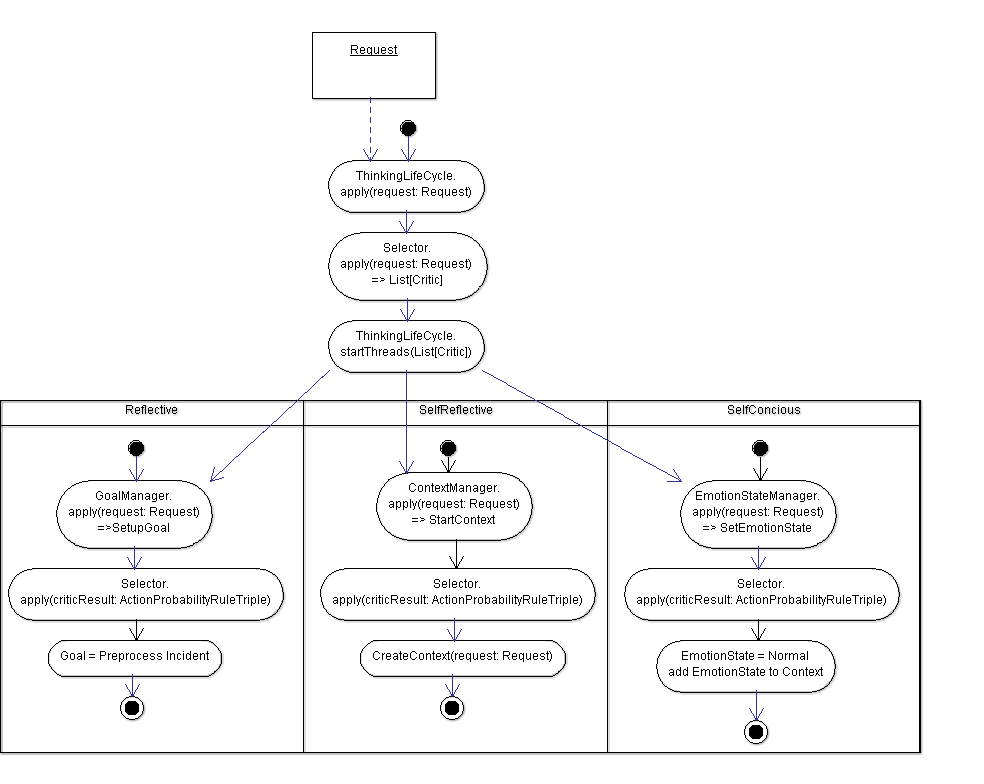 Request
ThinkingLifeCycle.
apply(request: Request)
Selector.
apply(request: Request)
=> List[Critic]
ThinkingLifeCycle.
startThreads(List[Critic])
Reflective
SelfReflective
SelfConcious
GoalManager.
apply(request: Request)
=>SetupGoal
ContextManager.
apply(request: Request)
=> StartContext
EmotionStateManager.
apply(request: Request)
=> SetEmotionState
Selector.
apply(criticResult: ActionProbabilityRuleTriple)
Selector.
apply(criticResult: ActionProbabilityRuleTriple)
Selector.
apply(criticResult: ActionProbabilityRuleTriple)
Goal = Preprocess Incident
CreateContext(request: Request)
EmotionState = Normal
add EmotionState to Context